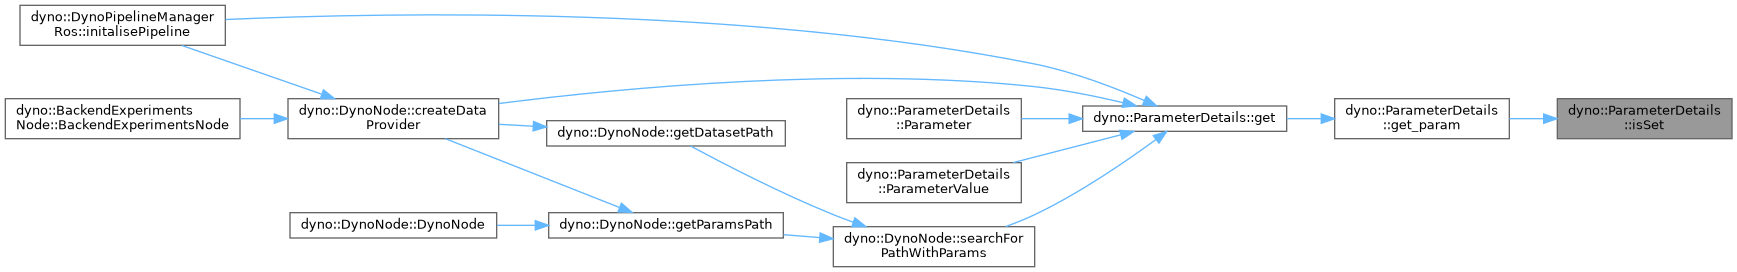 dyno::DynoPipelineManager
Ros::initalisePipeline
dyno::BackendExperiments
Node::BackendExperimentsNode
dyno::DynoNode::createData
Provider
dyno::DynoNode::getDatasetPath
dyno::DynoNode::DynoNode
dyno::DynoNode::getParamsPath
dyno::ParameterDetails
::Parameter
dyno::ParameterDetails
::ParameterValue
dyno::DynoNode::searchFor
PathWithParams
dyno::ParameterDetails::get
dyno::ParameterDetails
::get_param
dyno::ParameterDetails
::isSet